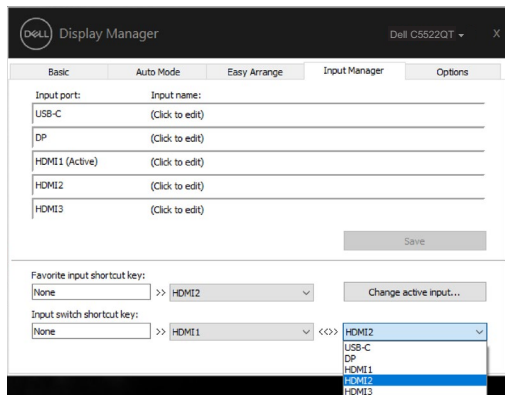 DELL Display Manager Dell C5522QT X
Basic Auto Mode Easy Arrange Input Manager Options
Input port: Input name:
USB-C (Click to edit)
DP (Click to edit)
HDMI1 (Active) (Click to edit)
HDMI2 (Click to edit)
HDMI3 (Click to edit)
Save
Favorite input shortcut key:
None >> HDMI2 Change active input...
Input switch shortcut key:
None >> HDMI1 <<>> HDMI2
USB-C
DP
HDMI1
HDMI2
HDMI3